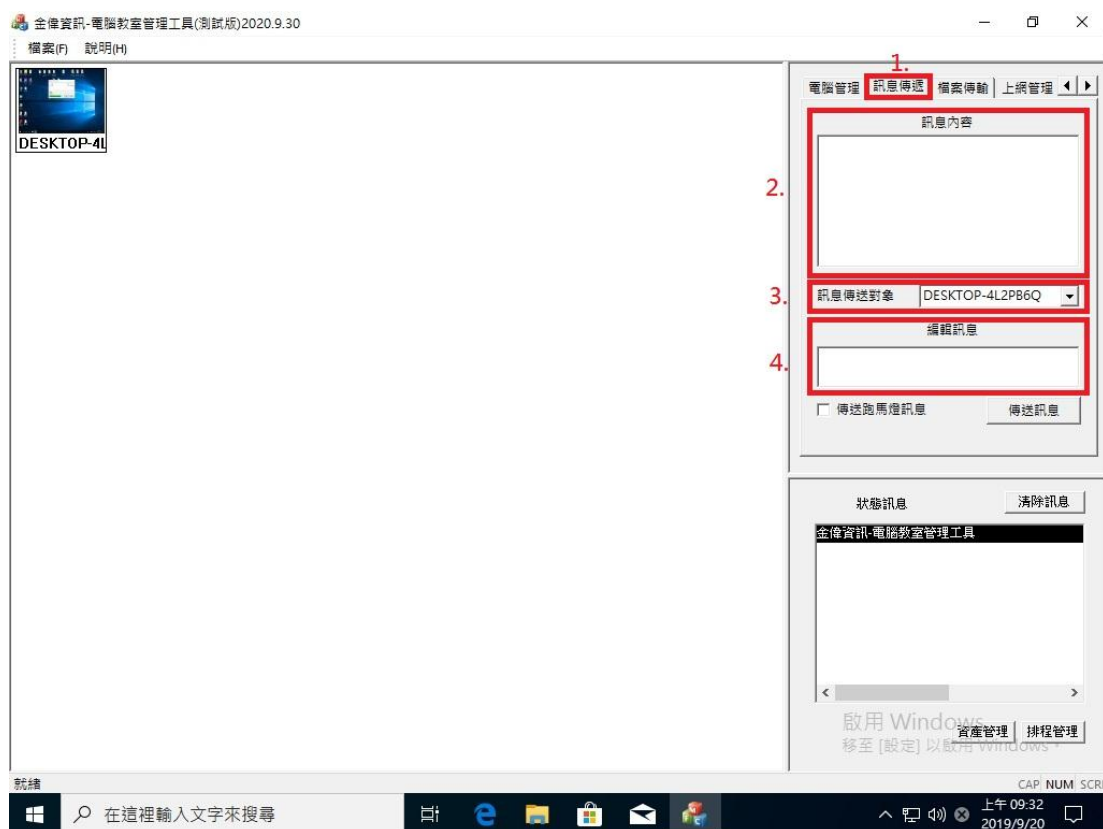 金偉資訊-電腦教室管理工具(測試版)2020.9.30
檔案(F) 說明(H)
1.
電腦管理 訊息傳遞 檔案傳輸 上網管理
DESKTOP-4L
訊息內容
2.
3.
訊息傳送對象 DESKTOP-4L2PB6Q
編輯訊息
4.
傳送跑馬燈訊息 傳送訊息
狀態訊息 清除訊息
金偉資訊-電腦教室管理工具
啟用 Windows
移至 [設定] 以啟用 Windows。
資產管理 排程管理
就緒 CAP NUM SCR
在這裡輸入文字來搜尋
上午 09:32
2019/9/20